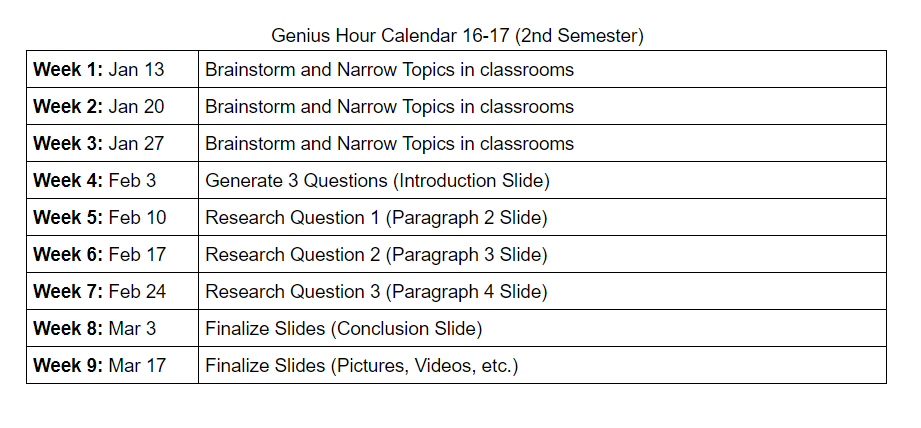 Genius Hour Calendar 16-17 (2nd Semester)
Week 1: Jan 13 Brainstorm and Narrow Topics in classrooms
Week 2: Jan 20 Brainstorm and Narrow Topics in classrooms
Week 3: Jan 27 Brainstorm and Narrow Topics in classrooms
Week 4: Feb 3 Generate 3 Questions (Introduction Slide)
Week 5: Feb 10 Research Question 1 (Paragraph 2 Slide)
Week 6: Feb 17 Research Question 2 (Paragraph 3 Slide)
Week 7: Feb 24 Research Question 3 (Paragraph 4 Slide)
Week 8: Mar 3 Finalize Slides (Conclusion Slide)
Week 9: Mar 17 Finalize Slides (Pictures, Videos, etc.)